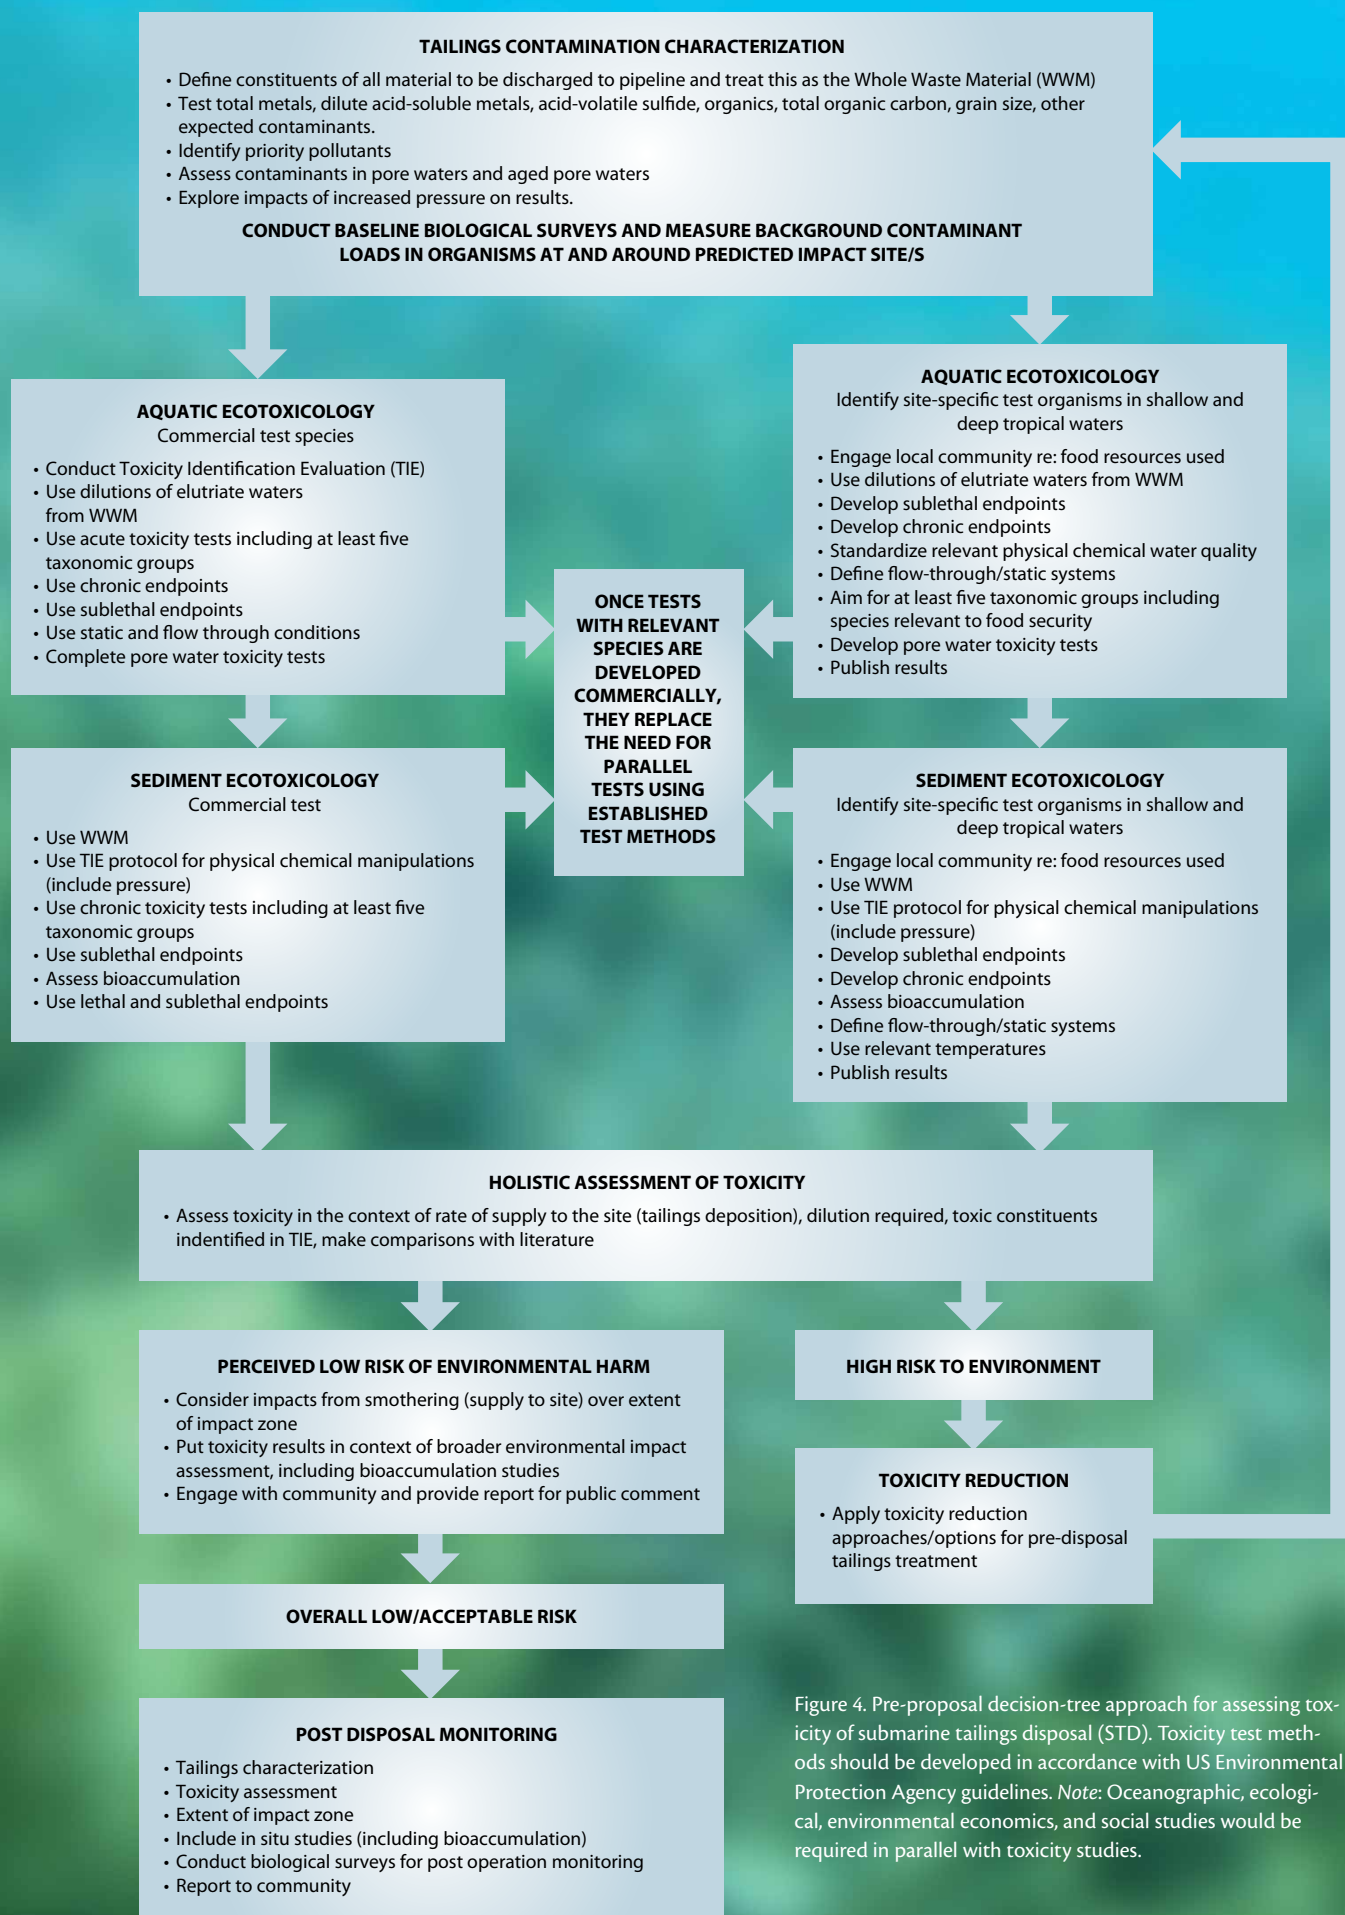 TAILINGS CONTAMINATION CHARACTERIZATION
• Define constituents of all material to be discharged to pipeline and treat this as the Whole Waste Material (WWM)
• Test total metals, dilute acid-soluble metals, acid-volatile sulfide, organics, total organic carbon, grain size, other
expected contaminants.
• Identify priority pollutants
• Assess contaminants in pore waters and aged pore waters
• Explore impacts of increased pressure on results.
CONDUCT BASELINE BIOLOGICAL SURVEYS AND MEASURE BACKGROUND CONTAMINANT
LOADS IN ORGANISMS AT AND AROUND PREDICTED IMPACT SITE/S
AQUATIC ECOTOXICOLOGY
Commercial test species
• Conduct Toxicity Identification Evaluation (TIE)
• Use dilutions of elutriate waters
from WWM
• Use acute toxicity tests including at least five
taxonomic groups
• Use chronic endpoints
• Use sublethal endpoints
• Use static and flow through conditions
• Complete pore water toxicity tests
AQUATIC ECOTOXICOLOGY
Identify site-specific test organisms in shallow and
deep tropical waters
• Engage local community re: food resources used
• Use dilutions of elutriate waters from WWM
• Develop sublethal endpoints
• Develop chronic endpoints
• Standardize relevant physical chemical water quality
• Define flow-through/static systems
• Aim for at least five taxonomic groups including
species relevant to food security
• Develop pore water toxicity tests
• Publish results
ONCE TESTS
WITH RELEVANT
SPECIES ARE
DEVELOPED
COMMERCIALLY,
THEY REPLACE
THE NEED FOR
PARALLEL
TESTS USING
ESTABLISHED
TEST METHODS
SEDIMENT ECOTOXICOLOGY
Commercial test
• Use WWM
• Use TIE protocol for physical chemical manipulations
(include pressure)
• Use chronic toxicity tests including at least five
taxonomic groups
• Use sublethal endpoints
• Assess bioaccumulation
• Use lethal and sublethal endpoints
SEDIMENT ECOTOXICOLOGY
Identify site-specific test organisms in shallow and
deep tropical waters
• Engage local community re: food resources used
• Use WWM
• Use TIE protocol for physical chemical manipulations
(include pressure)
• Develop sublethal endpoints
• Develop chronic endpoints
• Assess bioaccumulation
• Define flow-through/static systems
• Use relevant temperatures
• Publish results
HOLISTIC ASSESSMENT OF TOXICITY
• Assess toxicity in the context of rate of supply to the site (tailings deposition), dilution required, toxic constituents
indentified in TIE, make comparisons with literature
PERCEIVED LOW RISK OF ENVIRONMENTAL HARM
• Consider impacts from smothering (supply to site) over extent
of impact zone
• Put toxicity results in context of broader environmental impact
assessment, including bioaccumulation studies
• Engage with community and provide report for public comment
HIGH RISK TO ENVIRONMENT
TOXICITY REDUCTION
• Apply toxicity reduction
approaches/options for pre-disposal
tailings treatment
OVERALL LOW/ACCEPTABLE RISK
POST DISPOSAL MONITORING
• Tailings characterization
• Toxicity assessment
• Extent of impact zone
• Include in situ studies (including bioaccumulation)
• Conduct biological surveys for post operation monitoring
• Report to community
Figure 4. Pre-proposal decision-tree approach for assessing tox-
icity of submarine tailings disposal (STD). Toxicity test meth-
ods should be developed in accordance with US Environmental
Protection Agency guidelines. Note: Oceanographic, ecologi-
cal, environmental economics, and social studies would be
required in parallel with toxicity studies.